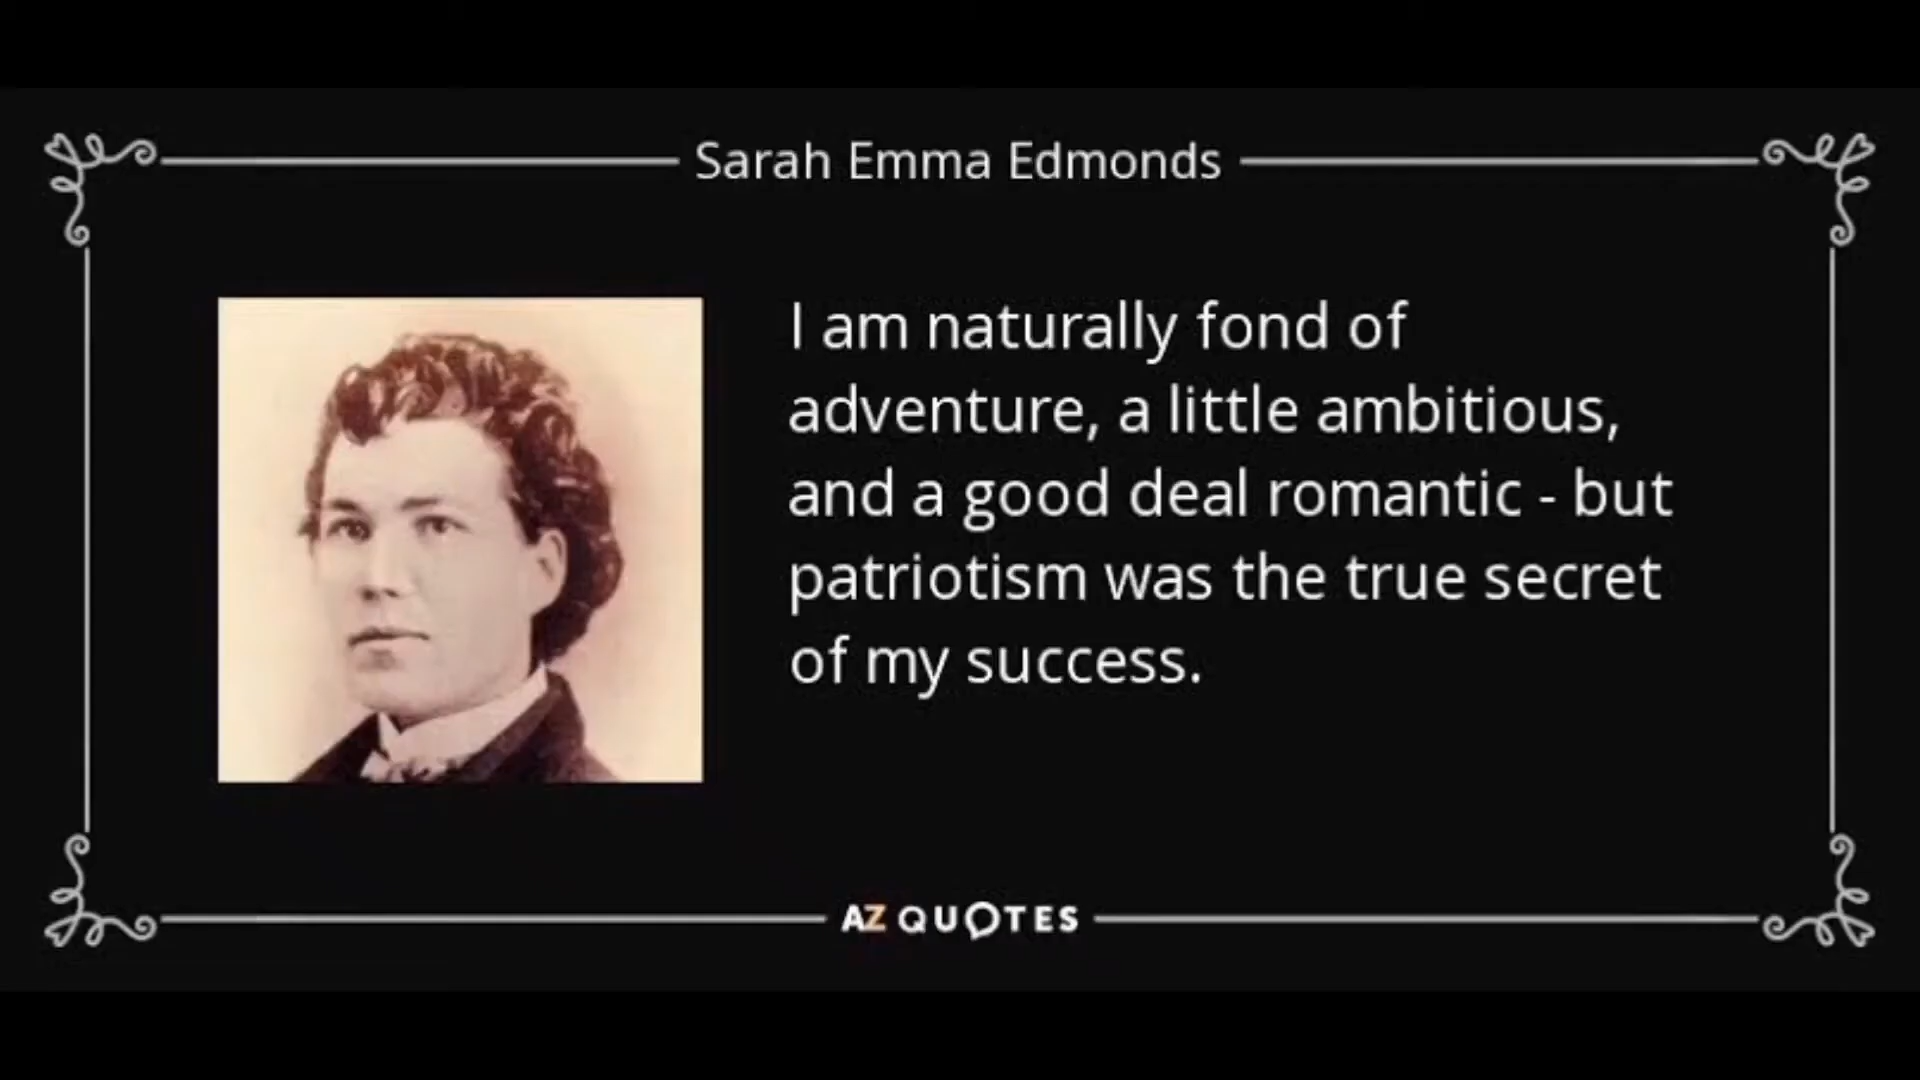 Sarah Emma Edmonds
I am naturally fond of
adventure, a little ambitious,
and a good deal romantic - but
patriotism was the true secret
of my success.
AZ QUOTES